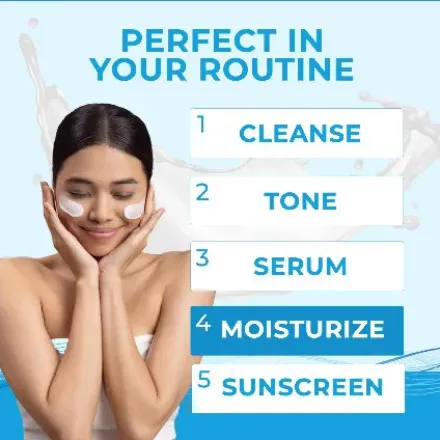 PERFECT IN
YOUR ROUTINE
1 CLEANSE
2 TONE
3 SERUM
4 MOISTURIZE
5 SUNSCREEN